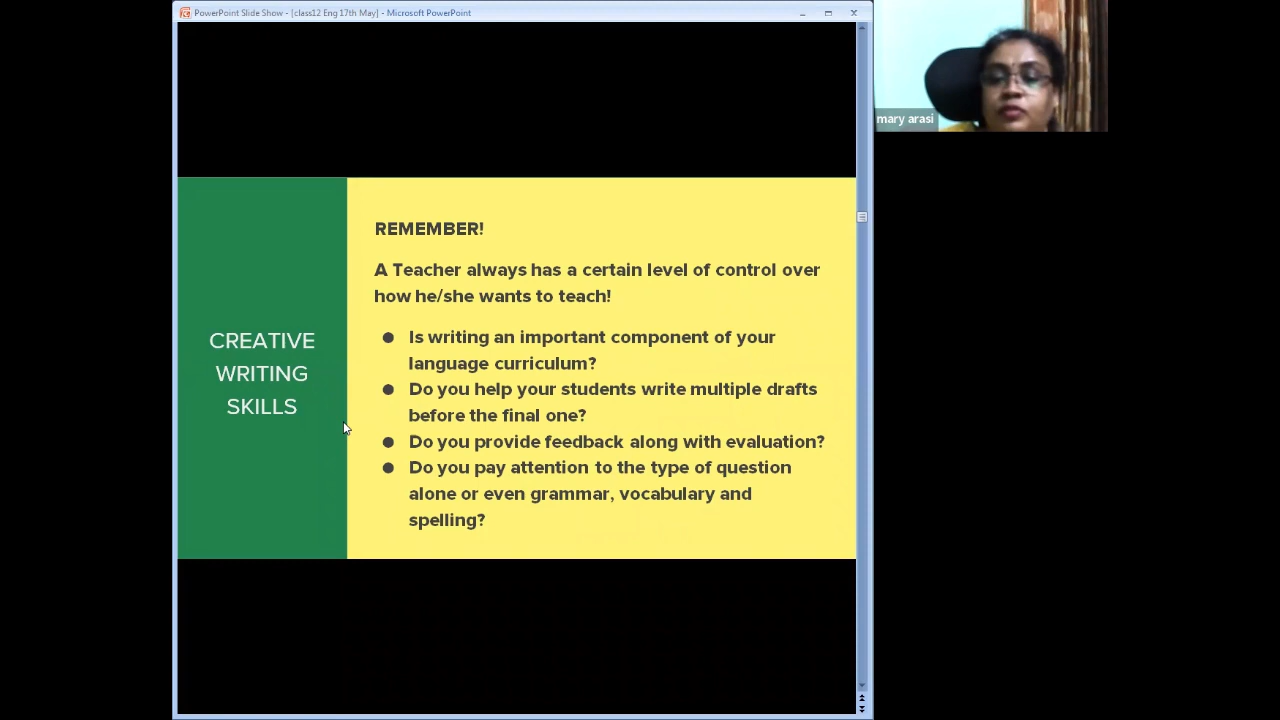 PowerPoint Slide Show - [class12 Eng 17th May] - Microsoft PowerPoint
mary arasi
CREATIVE
WRITING
SKILLS
REMEMBER!
A Teacher always has a certain level of control over
how he/she wants to teach!
● Is writing an important component of your
language curriculum?
● Do you help your students write multiple drafts
before the final one?
● Do you provide feedback along with evaluation?
● Do you pay attention to the type of question
alone or even grammar, vocabulary and
spelling?